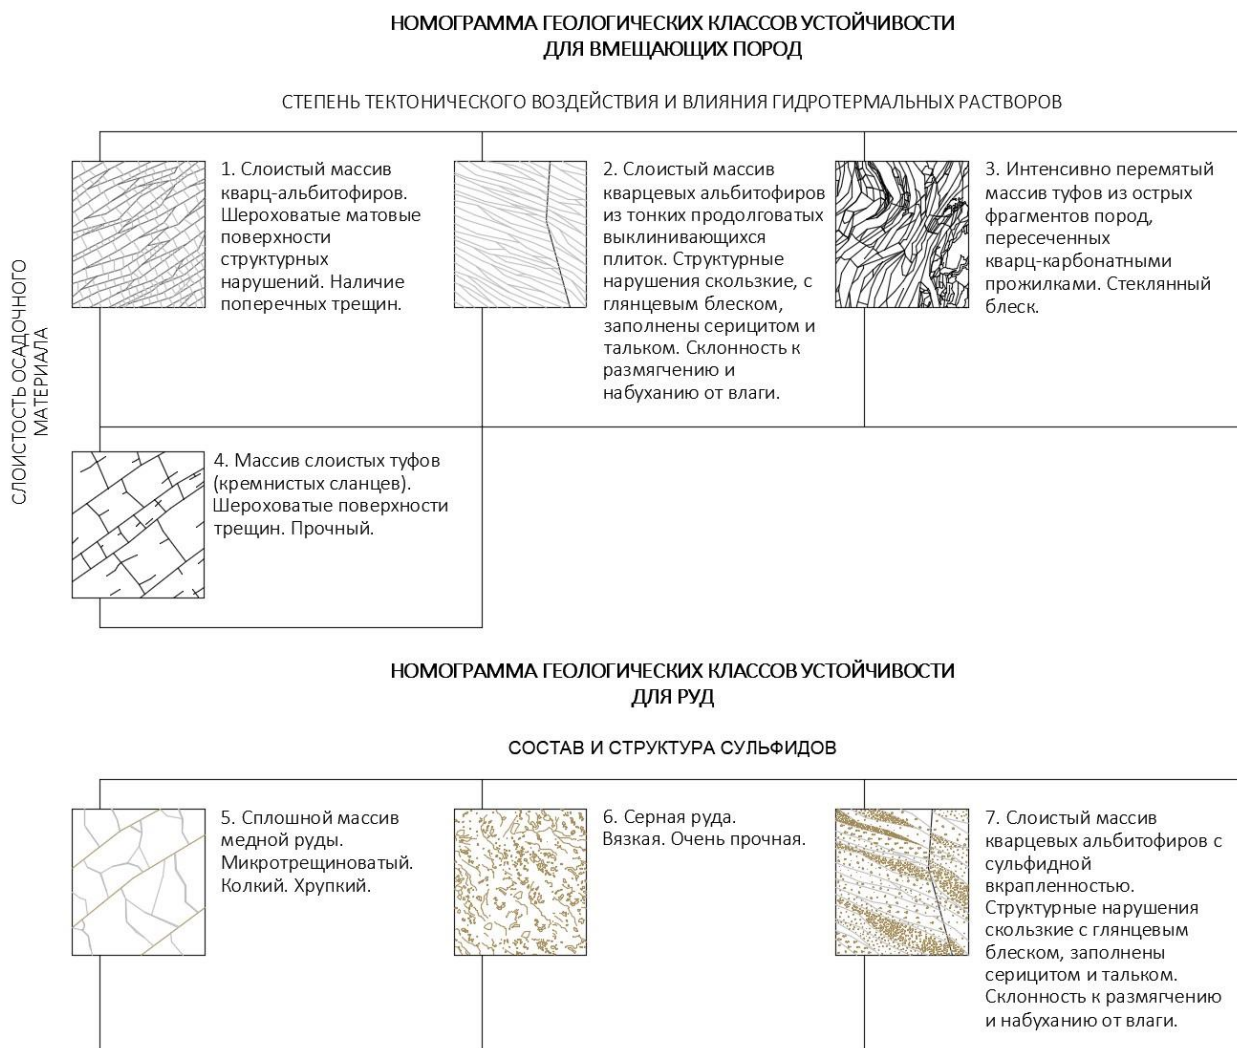 НОМОГРАММА ГЕОЛОГИЧЕСКИХ КЛАССОВ УСТОЙЧИВОСТИ
ДЛЯ ВМЕЩАЮЩИХ ПОРОД
СТЕПЕНЬ ТЕКТОНИЧЕСКОГО ВОЗДЕЙСТВИЯ И ВЛИЯНИЯ ГИДРОТЕРМАЛЬНЫХ РАСТВОРОВ
СЛОИСТОСТЬ ОСАДОЧНОГО
МАТЕРИАЛА
1. Слоистый массив
кварц-альбитофиров.
Шероховатые матовые
поверхности
структурных
нарушений. Наличие
поперечных трещин.
2. Слоистый массив
кварцевых альбитофиров
из тонких продолговатых
выклинивающихся
плиток. Структурные
нарушения скользкие, с
глянцевым блеском,
заполнены серицитом и
тальком. Склонность к
размягчению и
набуханию от влаги.
3. Интенсивно перемятый
массив туфов из острых
фрагментов пород,
пересеченных
кварц-карбонатными
прожилками. Стеклянный
блеск.
4. Массив слоистых туфов
(кремнистых сланцев).
Шероховатые поверхности
трещин. Прочный.
НОМОГРАММА ГЕОЛОГИЧЕСКИХ КЛАССОВ УСТОЙЧИВОСТИ
ДЛЯ РУД
СОСТАВ И СТРУКТУРА СУЛЬФИДОВ
5. Сплошной массив
медной руды.
Микротрещиноватый.
Колкий. Хрупкий.
6. Серная руда.
Вязкая. Очень прочная.
7. Слоистый массив
кварцевых альбитофиров с
сульфидной
вкрапленностью.
Структурные нарушения
скользкие с глянцевым
блеском, заполнены
серицитом и тальком.
Склонность к размягчению
и набуханию от влаги.